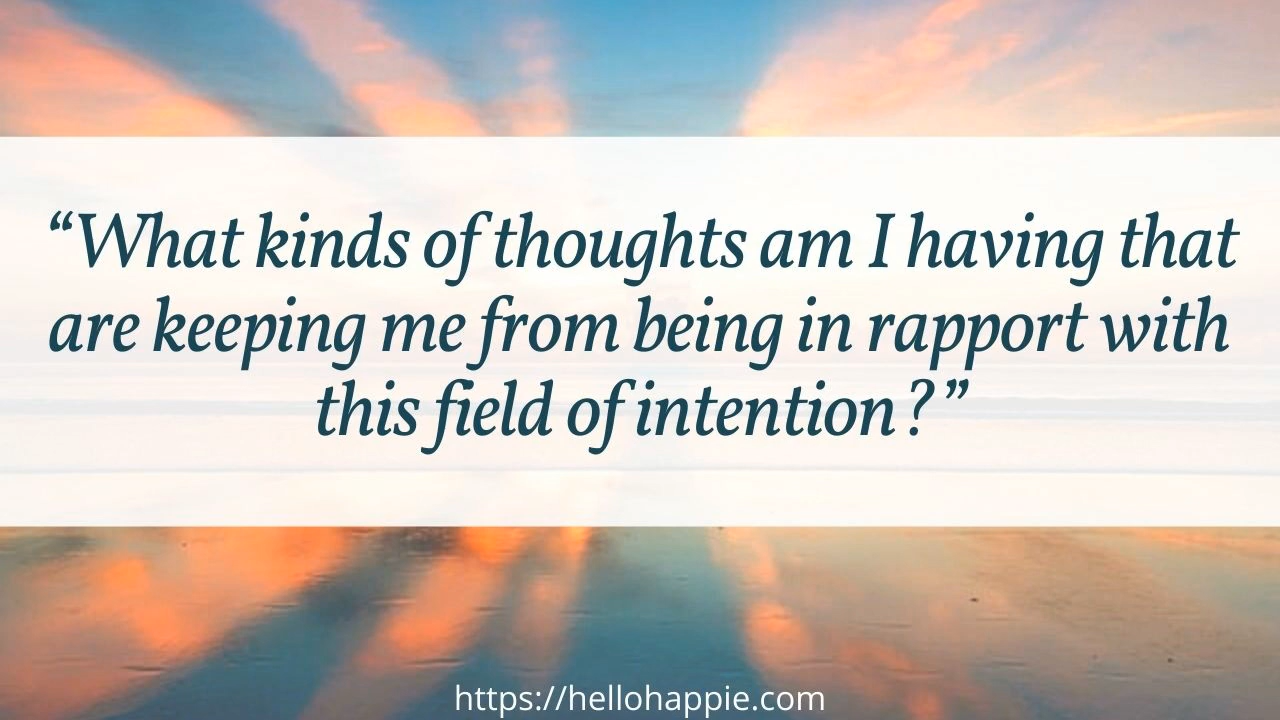 “What kinds of thoughts am I having that
are keeping me from being in rapport with
this field of intention?”
https://hellohappie.com